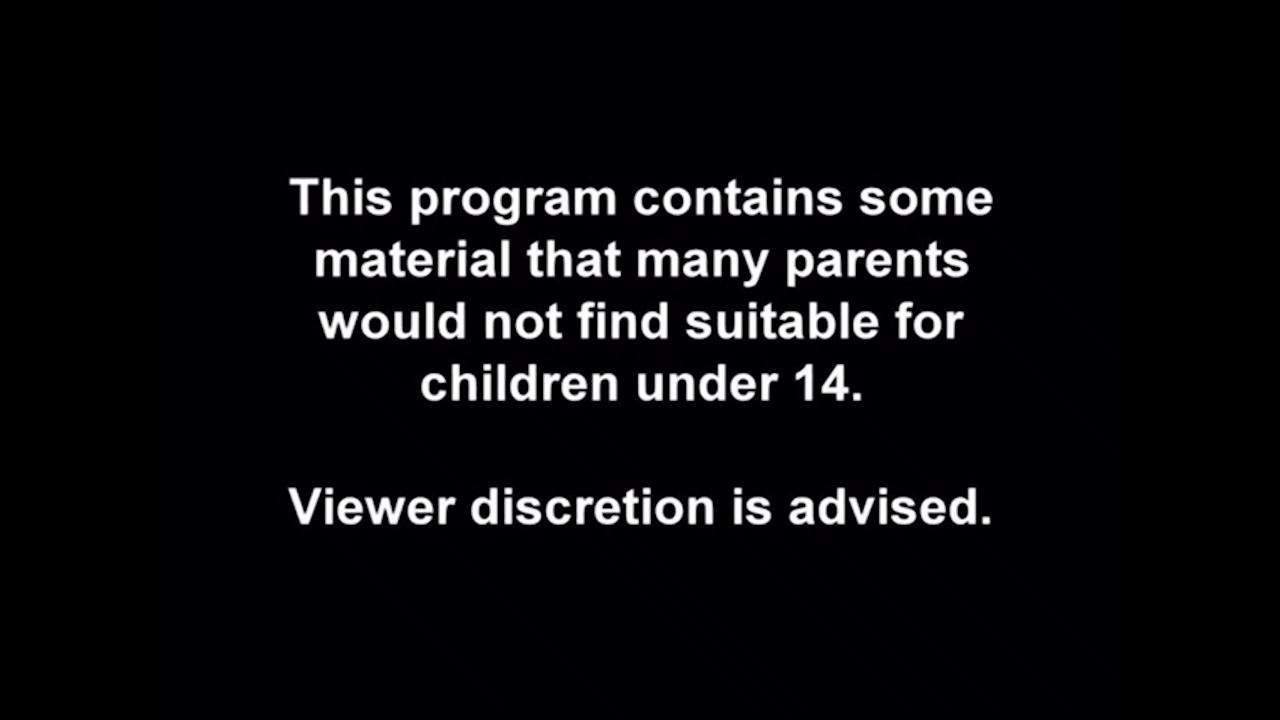 This program contains some
material that many parents
would not find suitable for
children under 14.
Viewer discretion is advised.